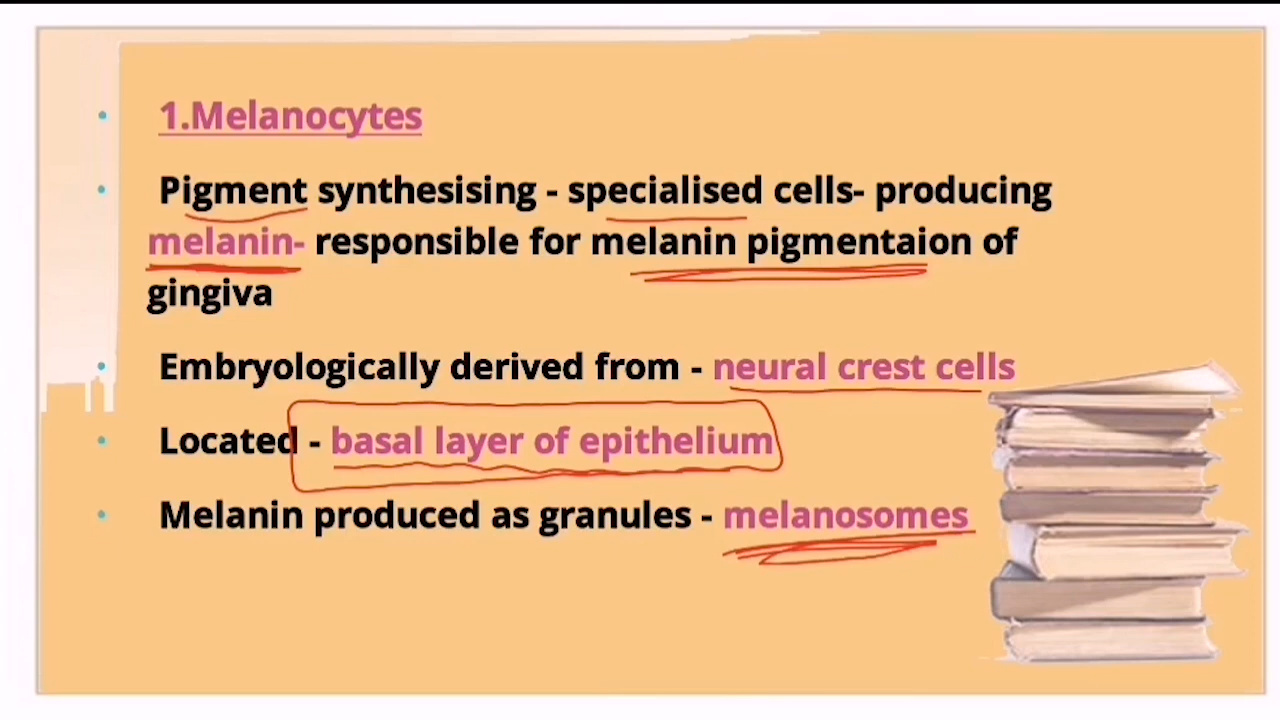 • 1.Melanocytes
• Pigment synthesising - specialised cells- producing
melanin- responsible for melanin pigmentaion of
gingiva
• Embryologically derived from - neural crest cells
• Located - basal layer of epithelium
• Melanin produced as granules - melanosomes